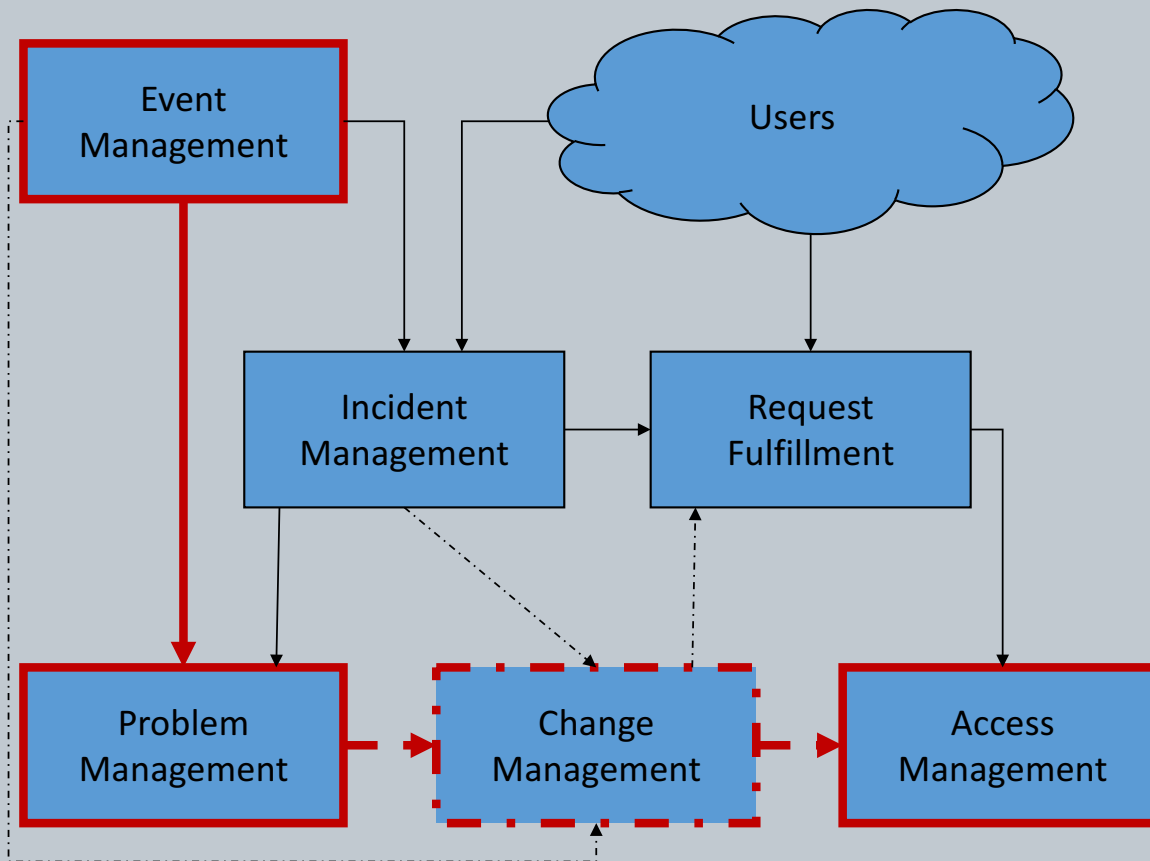 Event
Management
Users
Incident
Management
Request
Fulfillment
Problem
Management
Change
Management
Access
Management